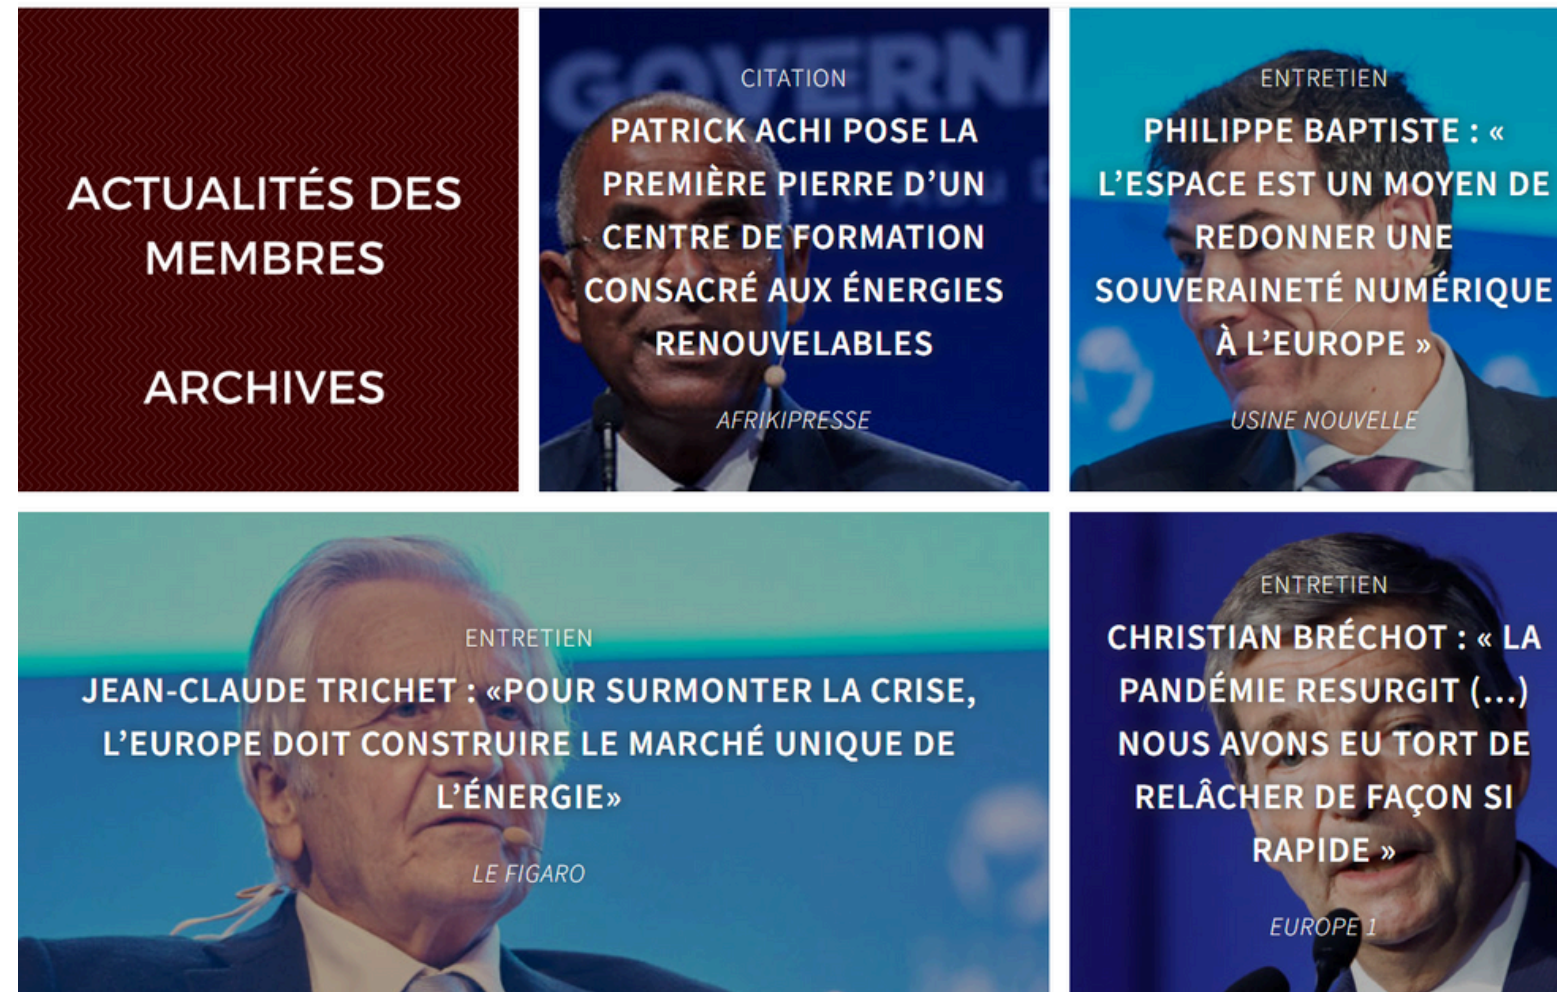 ACTUALITÉS DES
MEMBRES
ARCHIVES
GOVERNA
CITATION
PATRICK ACHI POSE LA
PREMIÈRE PIERRE D’UN
CENTRE DE FORMATION
CONSACRÉ AUX ÉNERGIES
RENOUVELABLES
AFRIKIPRESSE
ENTRETIEN
PHILIPPE BAPTISTE : «
L’ESPACE EST UN MOYEN DE
REDONNER UNE
SOUVERAINETÉ NUMÉRIQUE
À L’EUROPE »
USINE NOUVELLE
ENTRETIEN
JEAN-CLAUDE TRICHET : «POUR SURMONTER LA CRISE,
L’EUROPE DOIT CONSTRUIRE LE MARCHÉ UNIQUE DE
L’ÉNERGIE»
LE FIGARO
ENTRETIEN
CHRISTIAN BRÉCHOT : « LA
PANDÉMIE RESURGIT (...)
NOUS AVONS EU TORT DE
RELÂCHER DE FAÇON SI
RAPIDE »
EUROPE 1